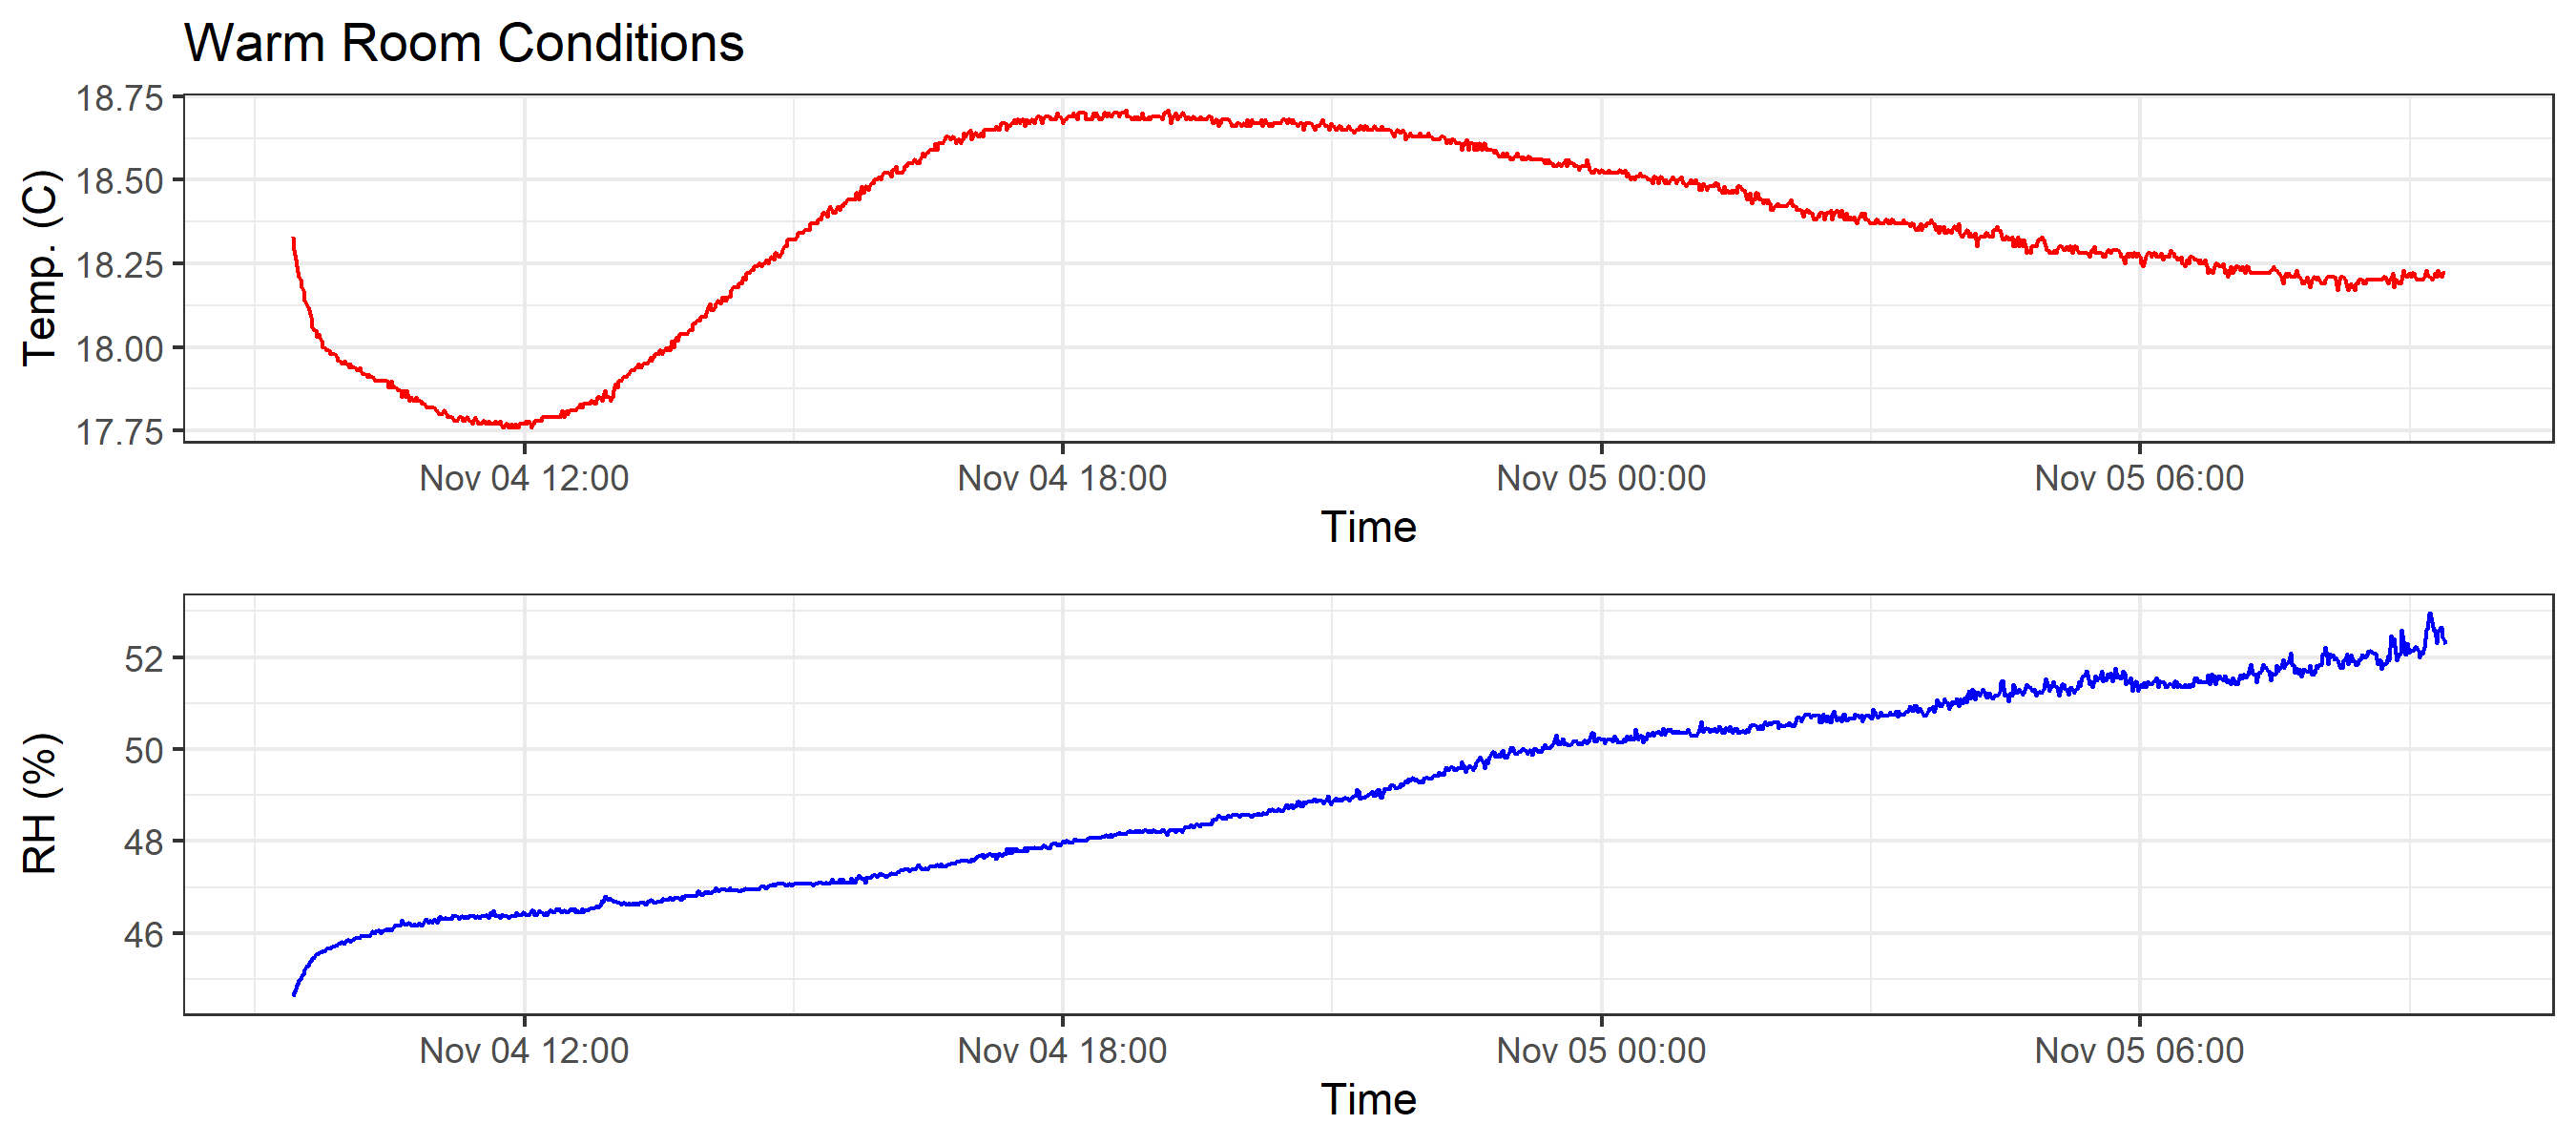 Warm Room Conditions
Temp. (C)
18.75
18.50
18.25
18.00
17.75
Nov 04 12:00 Nov 04 18:00 Nov 05 00:00 Nov 05 06:00
Time
RH (%)
52
50
48
46
Nov 04 12:00 Nov 04 18:00 Nov 05 00:00 Nov 05 06:00
Time